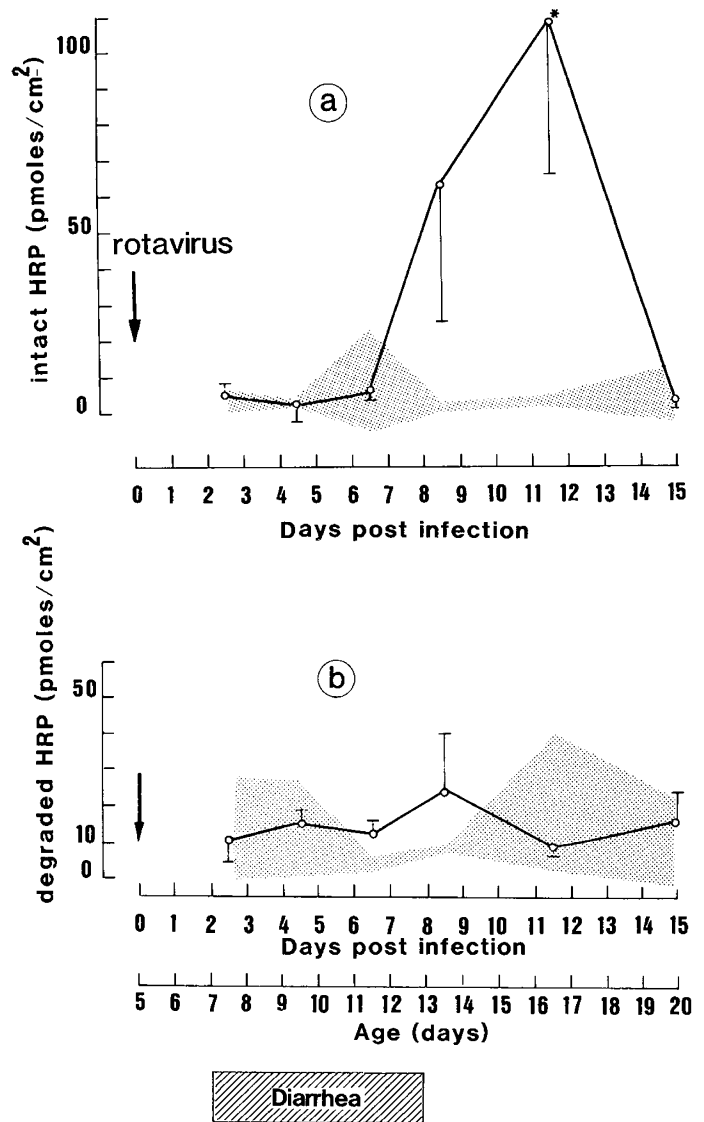 100
*
a
50
intact HRP (pmoles/cm²)
rotavirus
0
0 1 2 3 4 5 6 7 8 9 10 11 12 13 14 15
Days post infection
50
b
degraded HRP (pmoles/cm²)
10
0
0 1 2 3 4 5 6 7 8 9 10 11 12 13 14 15
Days post infection
5 6 7 8 9 10 11 12 13 14 15 16 17 18 19 20
Age (days)
Diarrhea